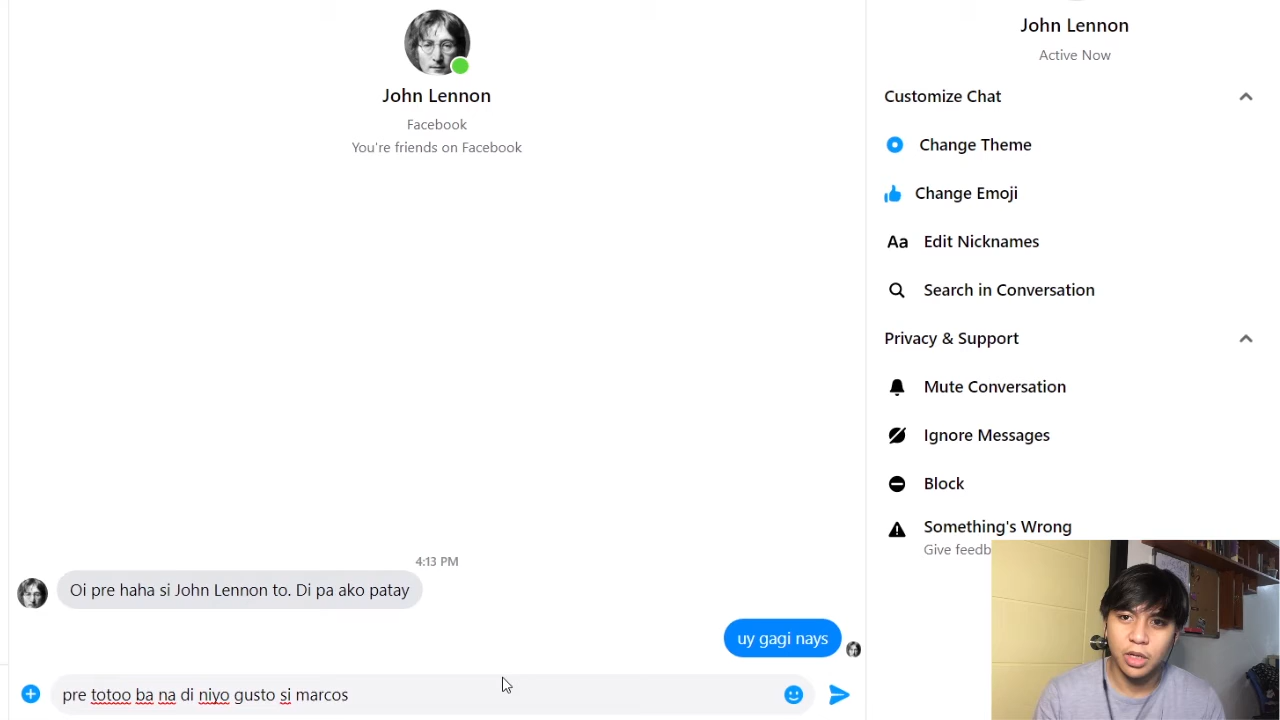 John Lennon
Facebook
You're friends on Facebook
4:13 PM
Oi pre haha si John Lennon to. Di pa ako patay
uy gagi nays
pre totoo ba na di niyo gusto si marcos
John Lennon
Active Now
Customize Chat
Change Theme
Change Emoji
Aa Edit Nicknames
Search in Conversation
Privacy & Support
Mute Conversation
Ignore Messages
Block
Something's Wrong
Give feedb